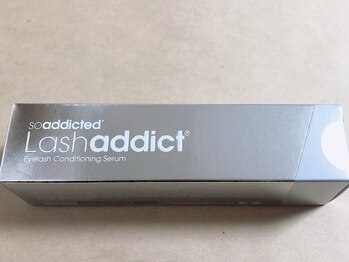 soaddicted®
Lashaddict®
Eyelash Conditioning Serum